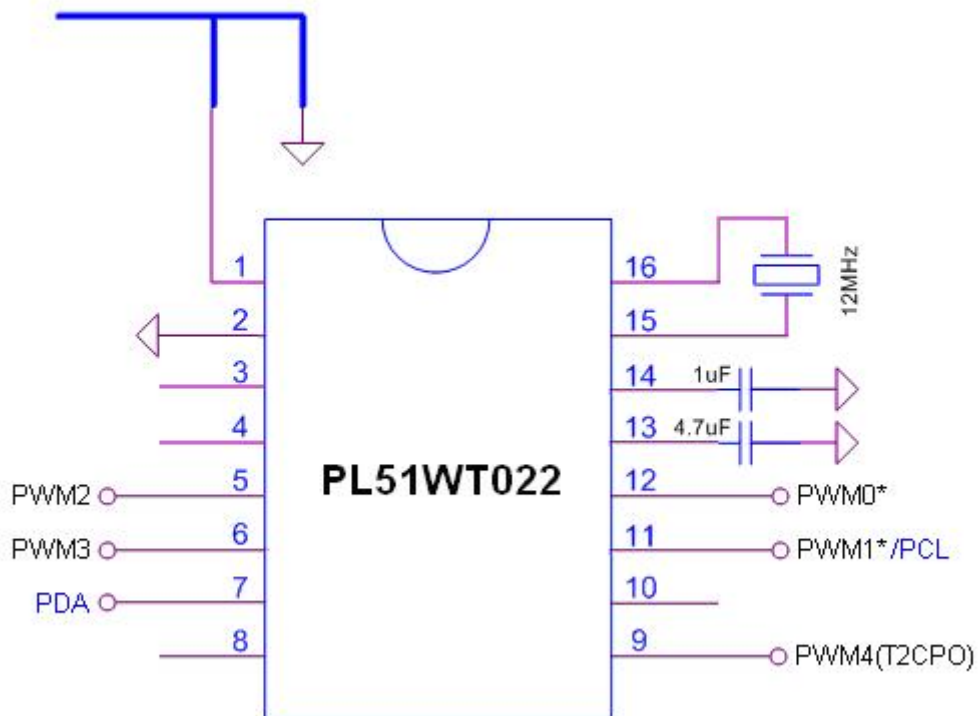 1
16
12MHz
2
15
3
14
1uF
4
13
4.7uF
PL51WT022
PWM2
5
12
PWM0*
PWM3
6
11
PWM1*/PCL
PDA
7
10
8
9
PWM4(T2CPO)